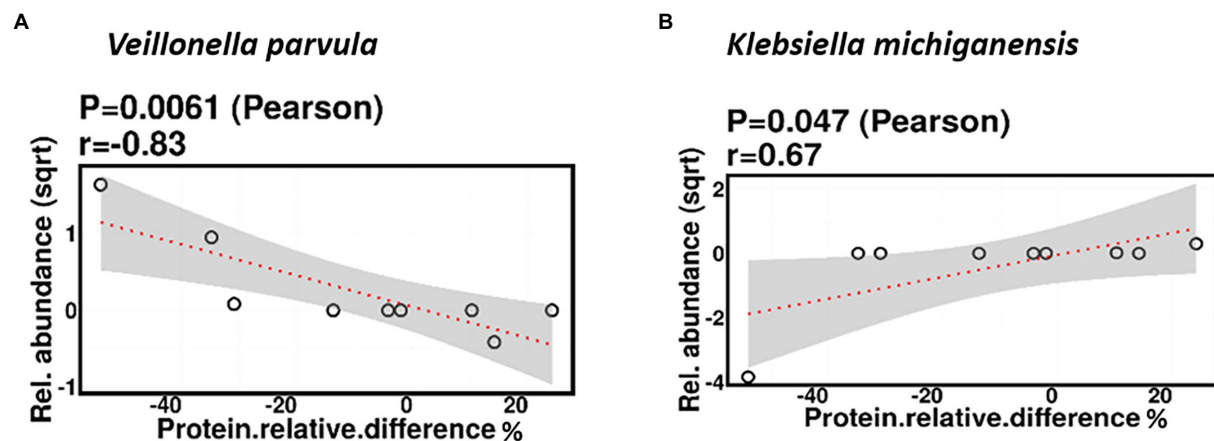 A
Veillonella parvula
P=0.0061 (Pearson)
r=-0.83
Rel. abundance (sqrt)
1
0
-1
-40
-20
0
20
Protein.relative.difference %
B
Klebsiella michiganensis
P=0.047 (Pearson)
r=0.67
Rel. abundance (sqrt)
2
0
-2
-4
-40
-20
0
20
Protein.relative.difference %